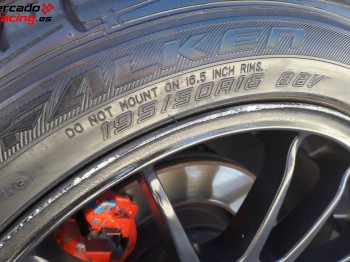 mercado
racing.es
FALKEN
DO NOT MOUNT ON 16.5 INCH RIMS.
195/50R16 88V